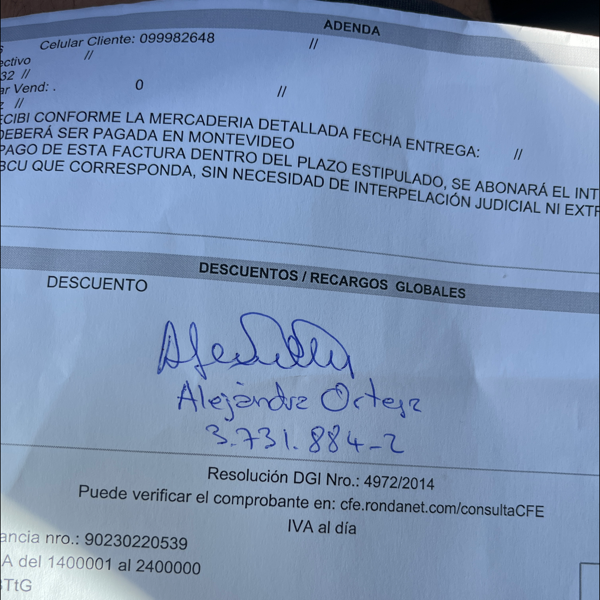 ADENDA
Celular Cliente: 099982648 //
ectivo //
32 //
ar Vend: . 0 //
z //
ECIBI CONFORME LA MERCADERIA DETALLADA FECHA ENTREGA: //
DEBERÁ SER PAGADA EN MONTEVIDEO
PAGO DE ESTA FACTURA DENTRO DEL PLAZO ESTIPULADO, SE ABONARÁ EL INT
BCU QUE CORRESPONDA, SIN NECESIDAD DE INTERPELACIÓN JUDICIAL NI EXTR
DESCUENTOS / RECARGOS GLOBALES
DESCUENTO
Alejandra Ortega
3.731.884-2
Resolución DGI Nro.: 4972/2014
Puede verificar el comprobante en: cfe.rondanet.com/consultaCFE
IVA al día
ancia nro.: 90230220539
A del 1400001 al 2400000
TtG